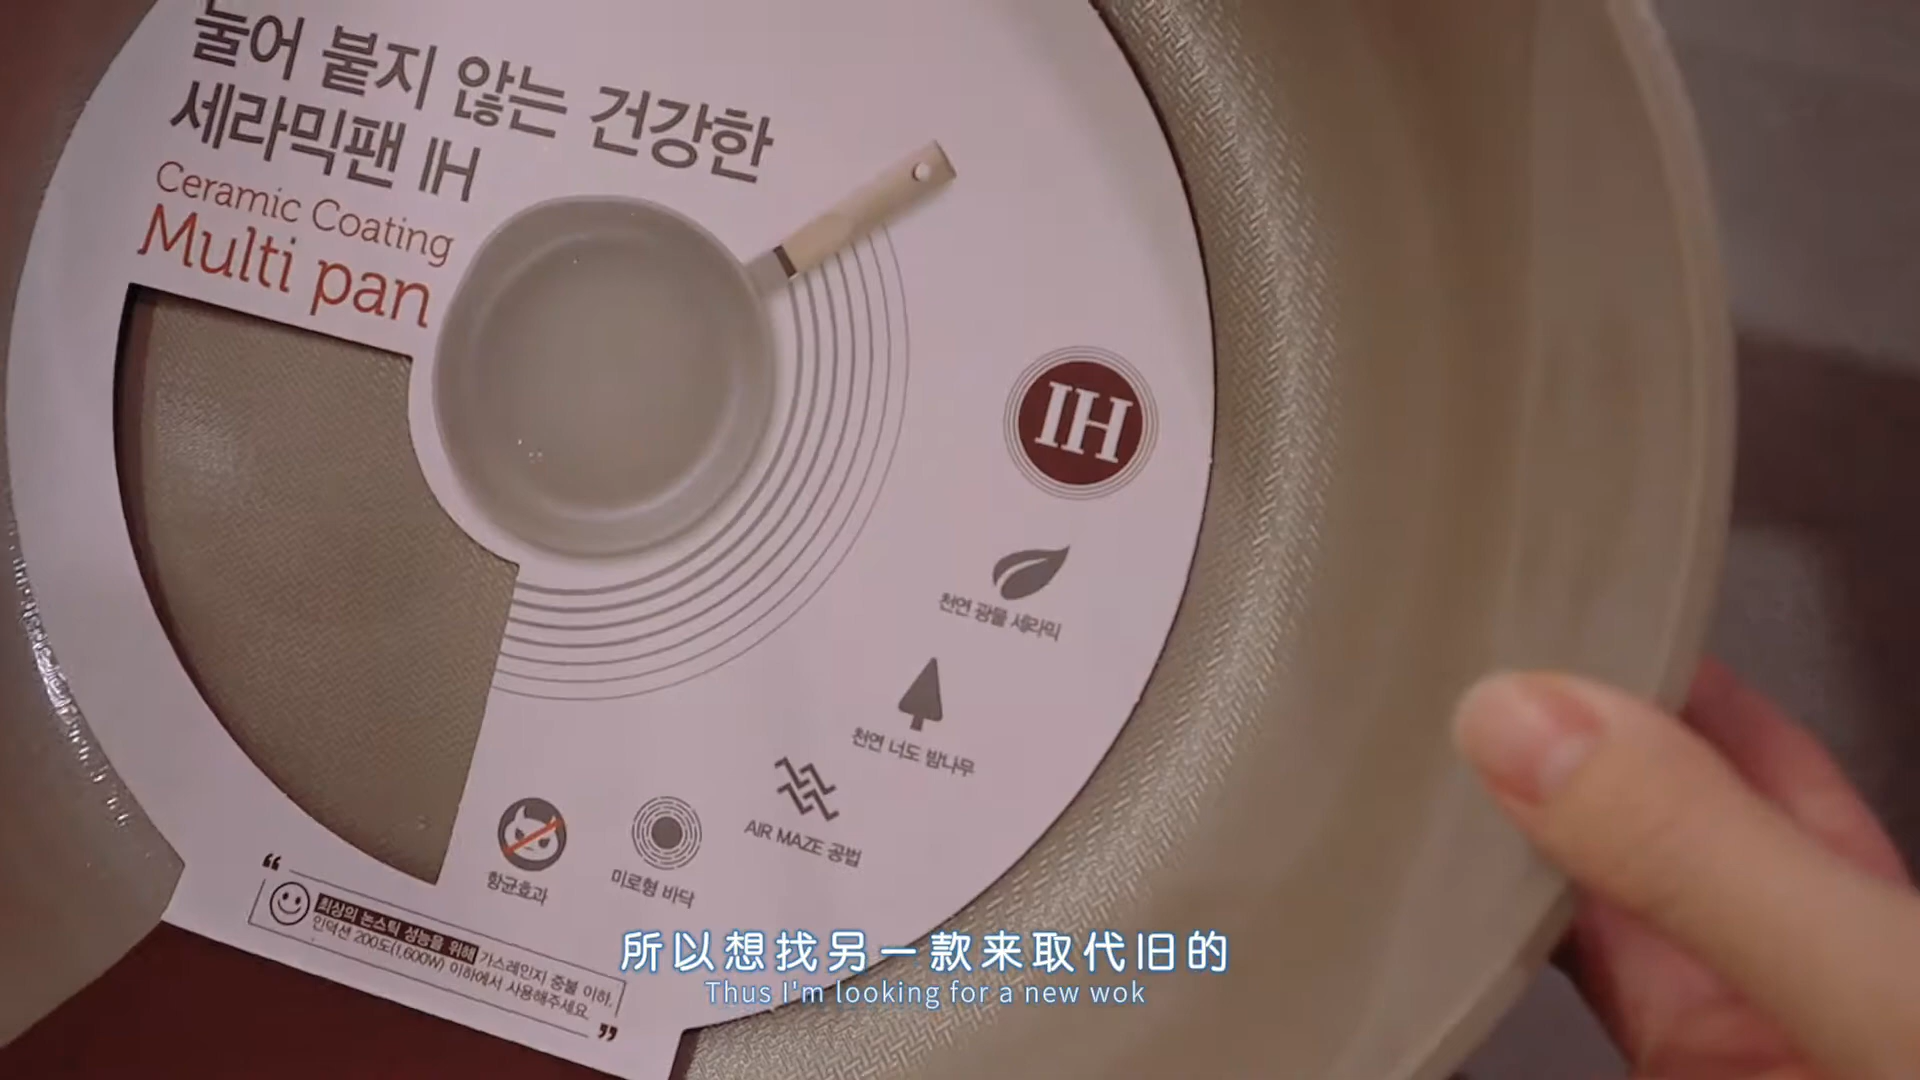 눌어 붙지 않는 건강한
세라믹팬 IH
Ceramic Coating
Multi pan
IH
천연 광물 세라믹
천연 너도 밤나무
AIR MAZE 공법
미로형 바닥
항균효과
“
최상의 논스틱 성능을 위해 가스레인지 중불 이하,
인덕션 200도(1,600W) 이하에서 사용해주세요.
”
所以想找另一款来取代旧的
Thus I'm looking for a new wok